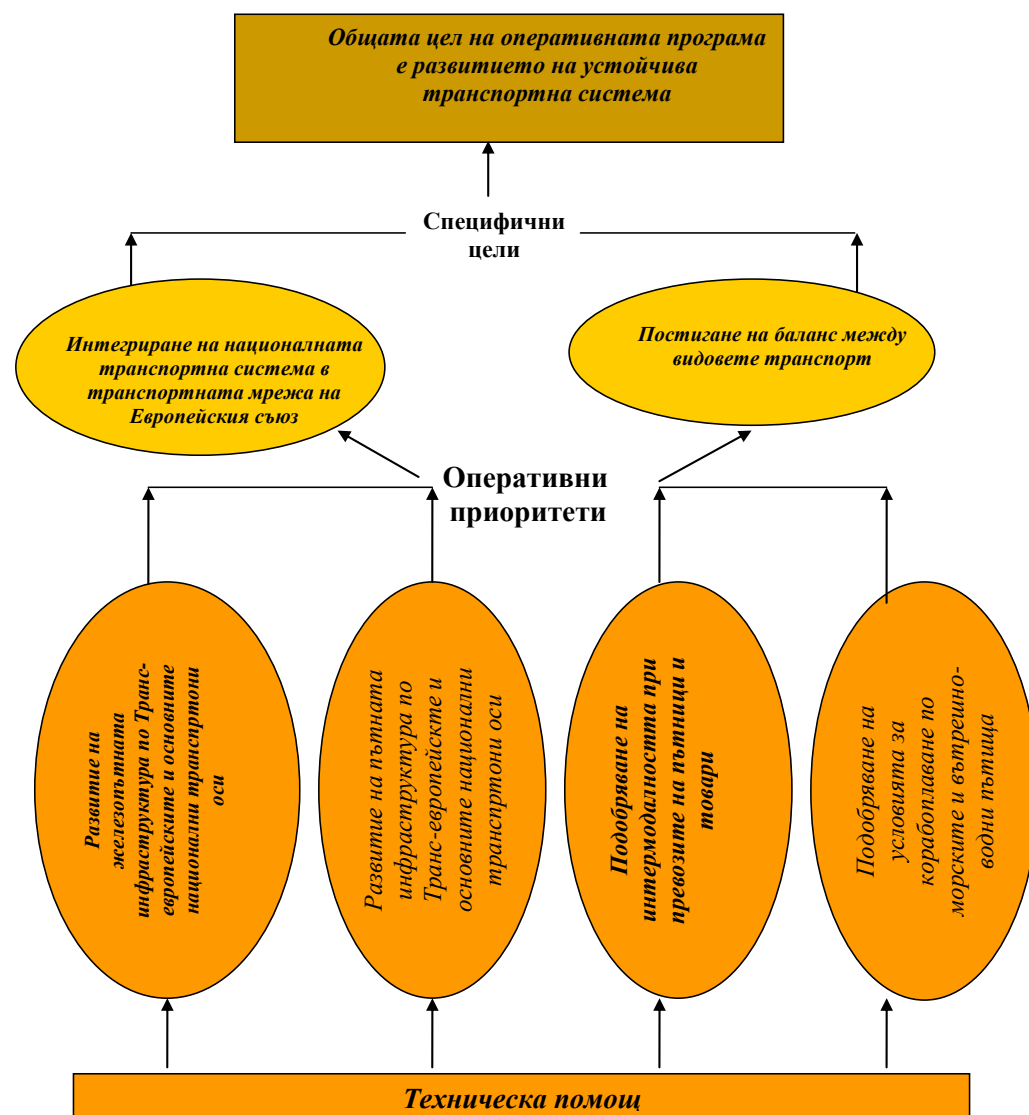 Общата цел на оперативната програма
е развитието на устойчива
транспортна система
Специфични
цели
Интегриране на националната
транспортна система в
транспортната мрежа на
Европейския съюз
Постигане на баланс между
видовете транспорт
Оперативни
приоритети
Развитие на
железопътната
инфраструктура по Транс-
европейските и основните
национални транспртони
оси
Развитие на пътната
инфраструктура по
Транс-европейскте и
основните национални
транспртони оси
Подобряване на
интермодалността при
превозите на пътници и
товари
Подобряване на
условията за
корабоплаване по
морските и вътрешно-
водни пътища
Техническа помощ